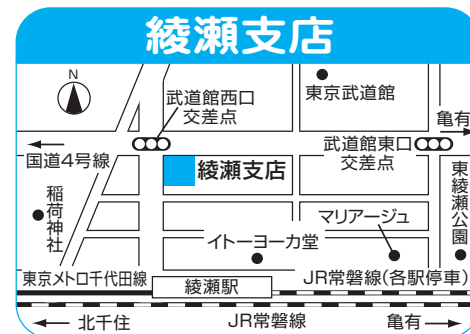 綾瀬支店
N
東京武道館
武道館西口
交差点
亀有
国道4号線
武道館東口
交差点
綾瀬支店
稲荷神社
東綾瀬公園
マリアージュ
イトーヨーカ堂
東京メトロ千代田線
綾瀬駅
JR常磐線(各駅停車)
北千住
JR常磐線
亀有